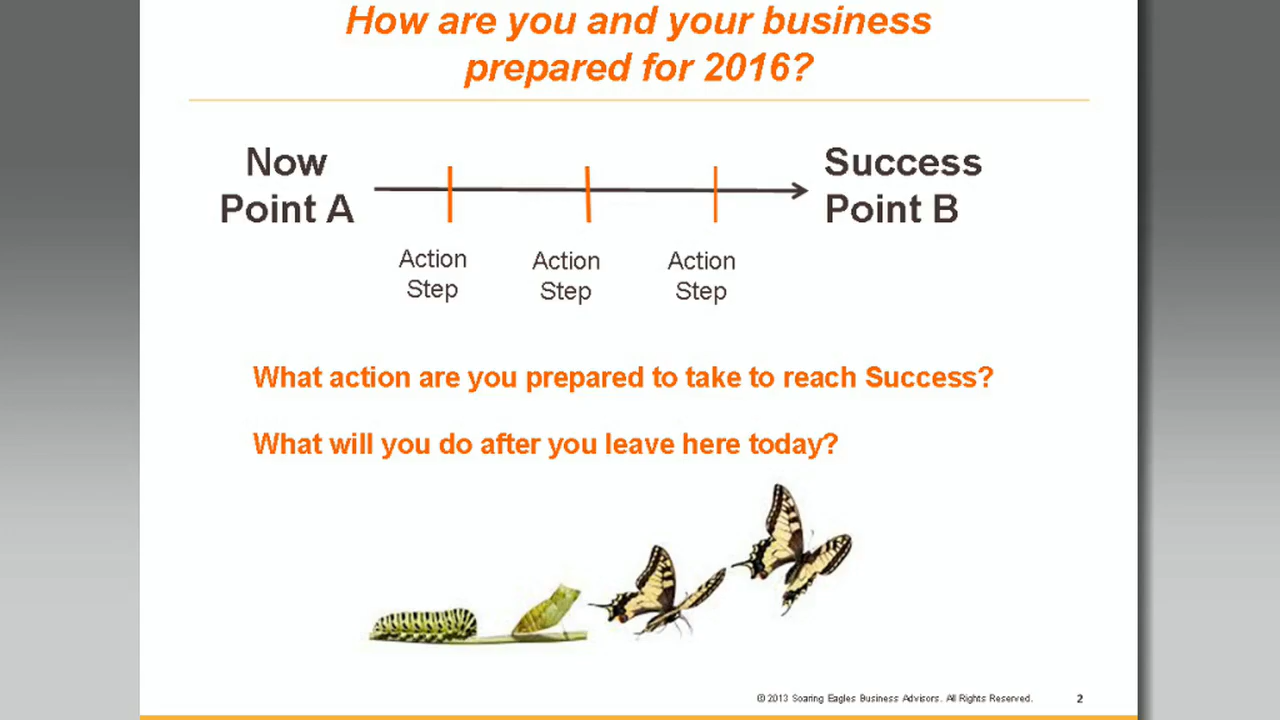 How are you and your business
prepared for 2016?
Now
Point A
Success
Point B
Action
Step
Action
Step
Action
Step
What action are you prepared to take to reach Success?
What will you do after you leave here today?
© 2013 Soaring Eagles Business Advisors. All Rights Reserved.
2